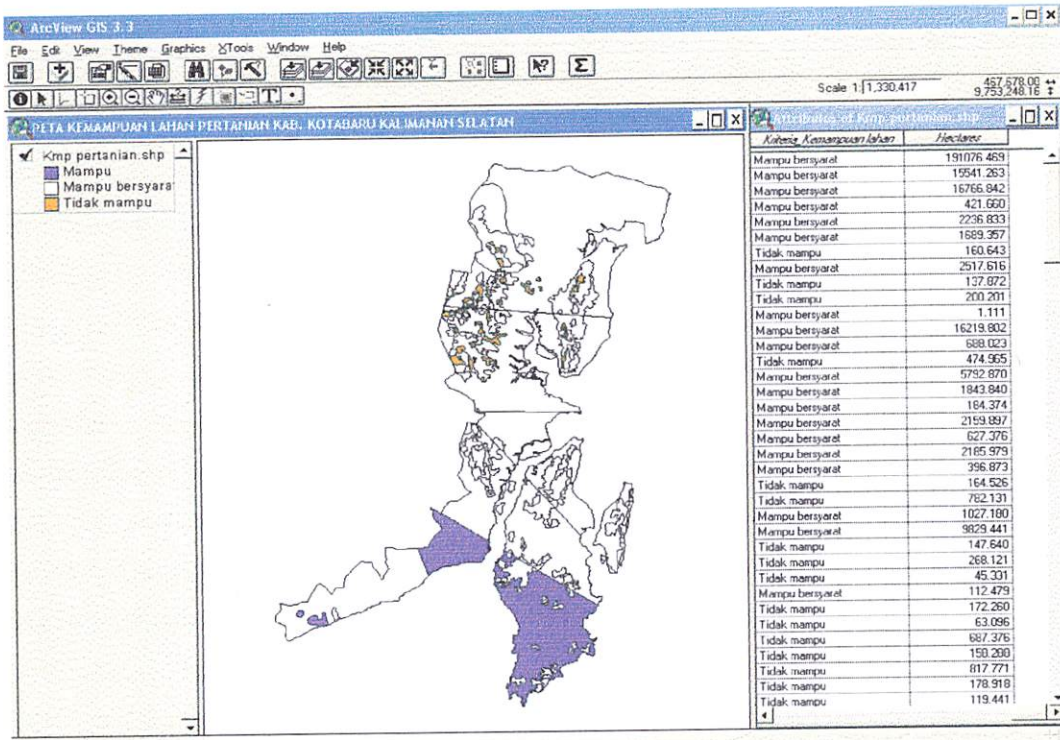 ArcView GIS 3.3
File Edit View Theme Graphics XTools Window Help
Scale 1: 1,330.417
467,678.00
9,753,248.16
PETA KEMAMPUAN LAHAN PERTANIAN KAB. KOTABARU KALIMANAN SELATAN
Kmp pertanian.shp
Mampu
Mampu bersyara
Tidak mampu
Attributes of Kmp pertanian.shp
Kriteria_Kemampuan lahan Hectares
Mampu bersyarat 191076.469
Mampu bersyarat 15541.263
Mampu bersyarat 16766.842
Mampu bersyarat 421.660
Mampu bersyarat 2236.833
Mampu bersyarat 1689.357
Tidak mampu 160.643
Mampu bersyarat 2517.616
Tidak mampu 137.872
Tidak mampu 200.201
Mampu bersyarat 1.111
Mampu bersyarat 16219.802
Mampu bersyarat 688.023
Tidak mampu 474.965
Mampu bersyarat 5792.870
Mampu bersyarat 1843.840
Mampu bersyarat 184.374
Mampu bersyarat 2159.897
Mampu bersyarat 627.376
Mampu bersyarat 2185.979
Mampu bersyarat 396.873
Tidak mampu 164.526
Tidak mampu 782.131
Mampu bersyarat 1027.180
Mampu bersyarat 9829.441
Tidak mampu 147.640
Tidak mampu 268.121
Tidak mampu 45.331
Mampu bersyarat 112.479
Tidak mampu 172.260
Tidak mampu 63.096
Tidak mampu 687.376
Tidak mampu 158.280
Tidak mampu 817.771
Tidak mampu 178.918
Tidak mampu 119.441